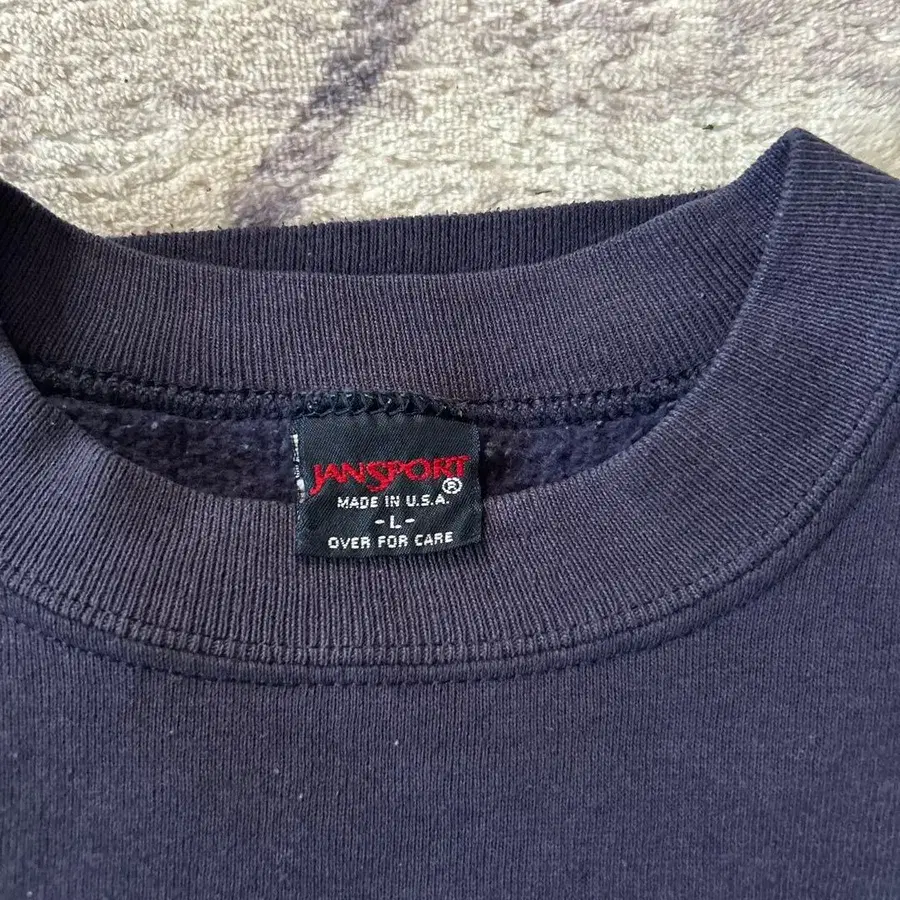 JANSPORT®
MADE IN U.S.A.
-L-
OVER FOR CARE